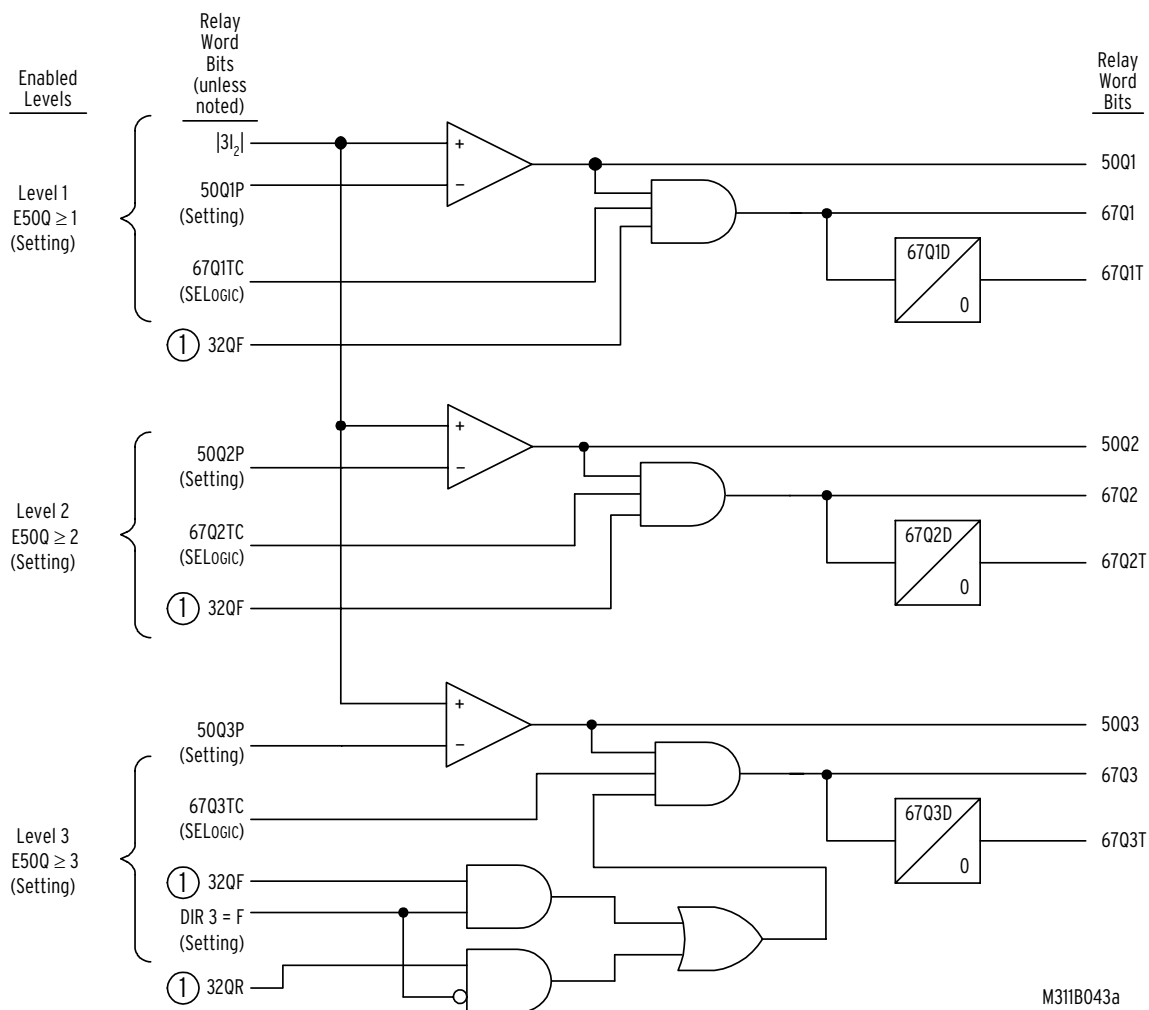 Relay
Word
Bits
(unless
noted)
Enabled
Levels
Relay
Word
Bits
Level 1
E50Q ≥ 1
(Setting)
|3I₂|
+
−
50Q1P
(Setting)
67Q1TC
(SELOGIC)
1 32QF
50Q1
67Q1
67Q1D
0
67Q1T
Level 2
E50Q ≥ 2
(Setting)
+
−
50Q2P
(Setting)
67Q2TC
(SELOGIC)
1 32QF
50Q2
67Q2
67Q2D
0
67Q2T
Level 3
E50Q ≥ 3
(Setting)
+
−
50Q3P
(Setting)
67Q3TC
(SELOGIC)
1 32QF
DIR 3 = F
(Setting)
1 32QR
50Q3
67Q3
67Q3D
0
67Q3T
M311B043a